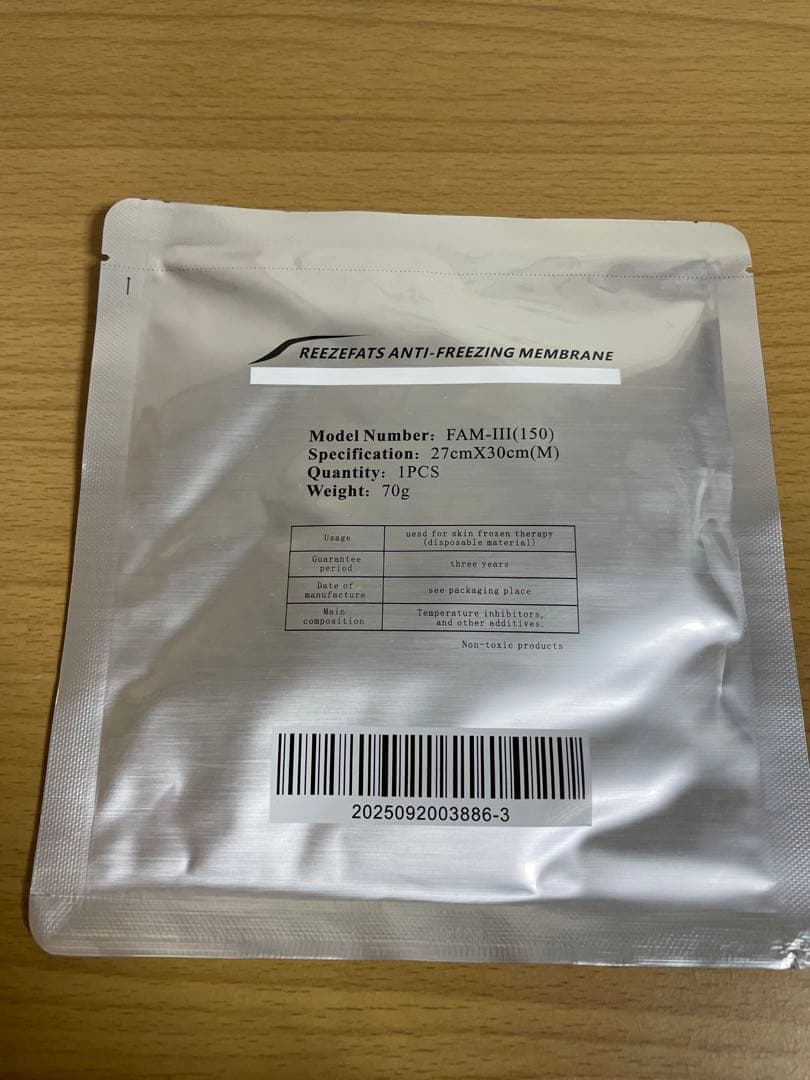 REEZEFATS ANTI-FREEZING MEMBRANE
Model Number: FAM-III(150)
Specification: 27cmX30cm(M)
Quantity: 1PCS
Weight: 70g
Usage
uesd for skin frozen therapy
(disposable material)
Guarantee
period
three years
Date of
manufacture
see packaging place
Main
composition
Temperature inhibitors,
and other additives.
Non-toxic products
2025092003886-3